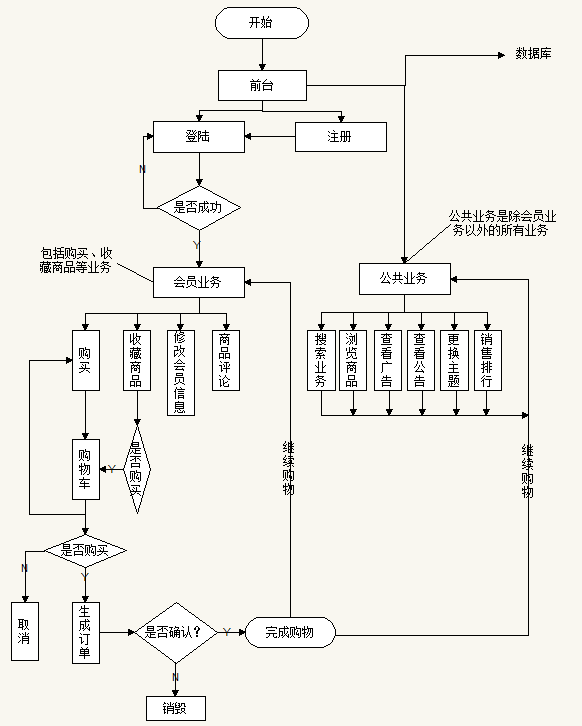 开始
数据库
前台
登陆
注册
N
是否成功
公共业务是除会员业
务以外的所有业务
Y
包括购买、收
藏商品等业务
会员业务
公共业务
购买
收藏商品
修改会员信息
商品评论
搜索业务
浏览商品
查看广告
查看公告
更换主题
销售排行
购物车
Y
是否购买
继续购物
继续购物
是否购买
N
Y
取消
生成订单
是否确认?
Y
完成购物
N
销毁